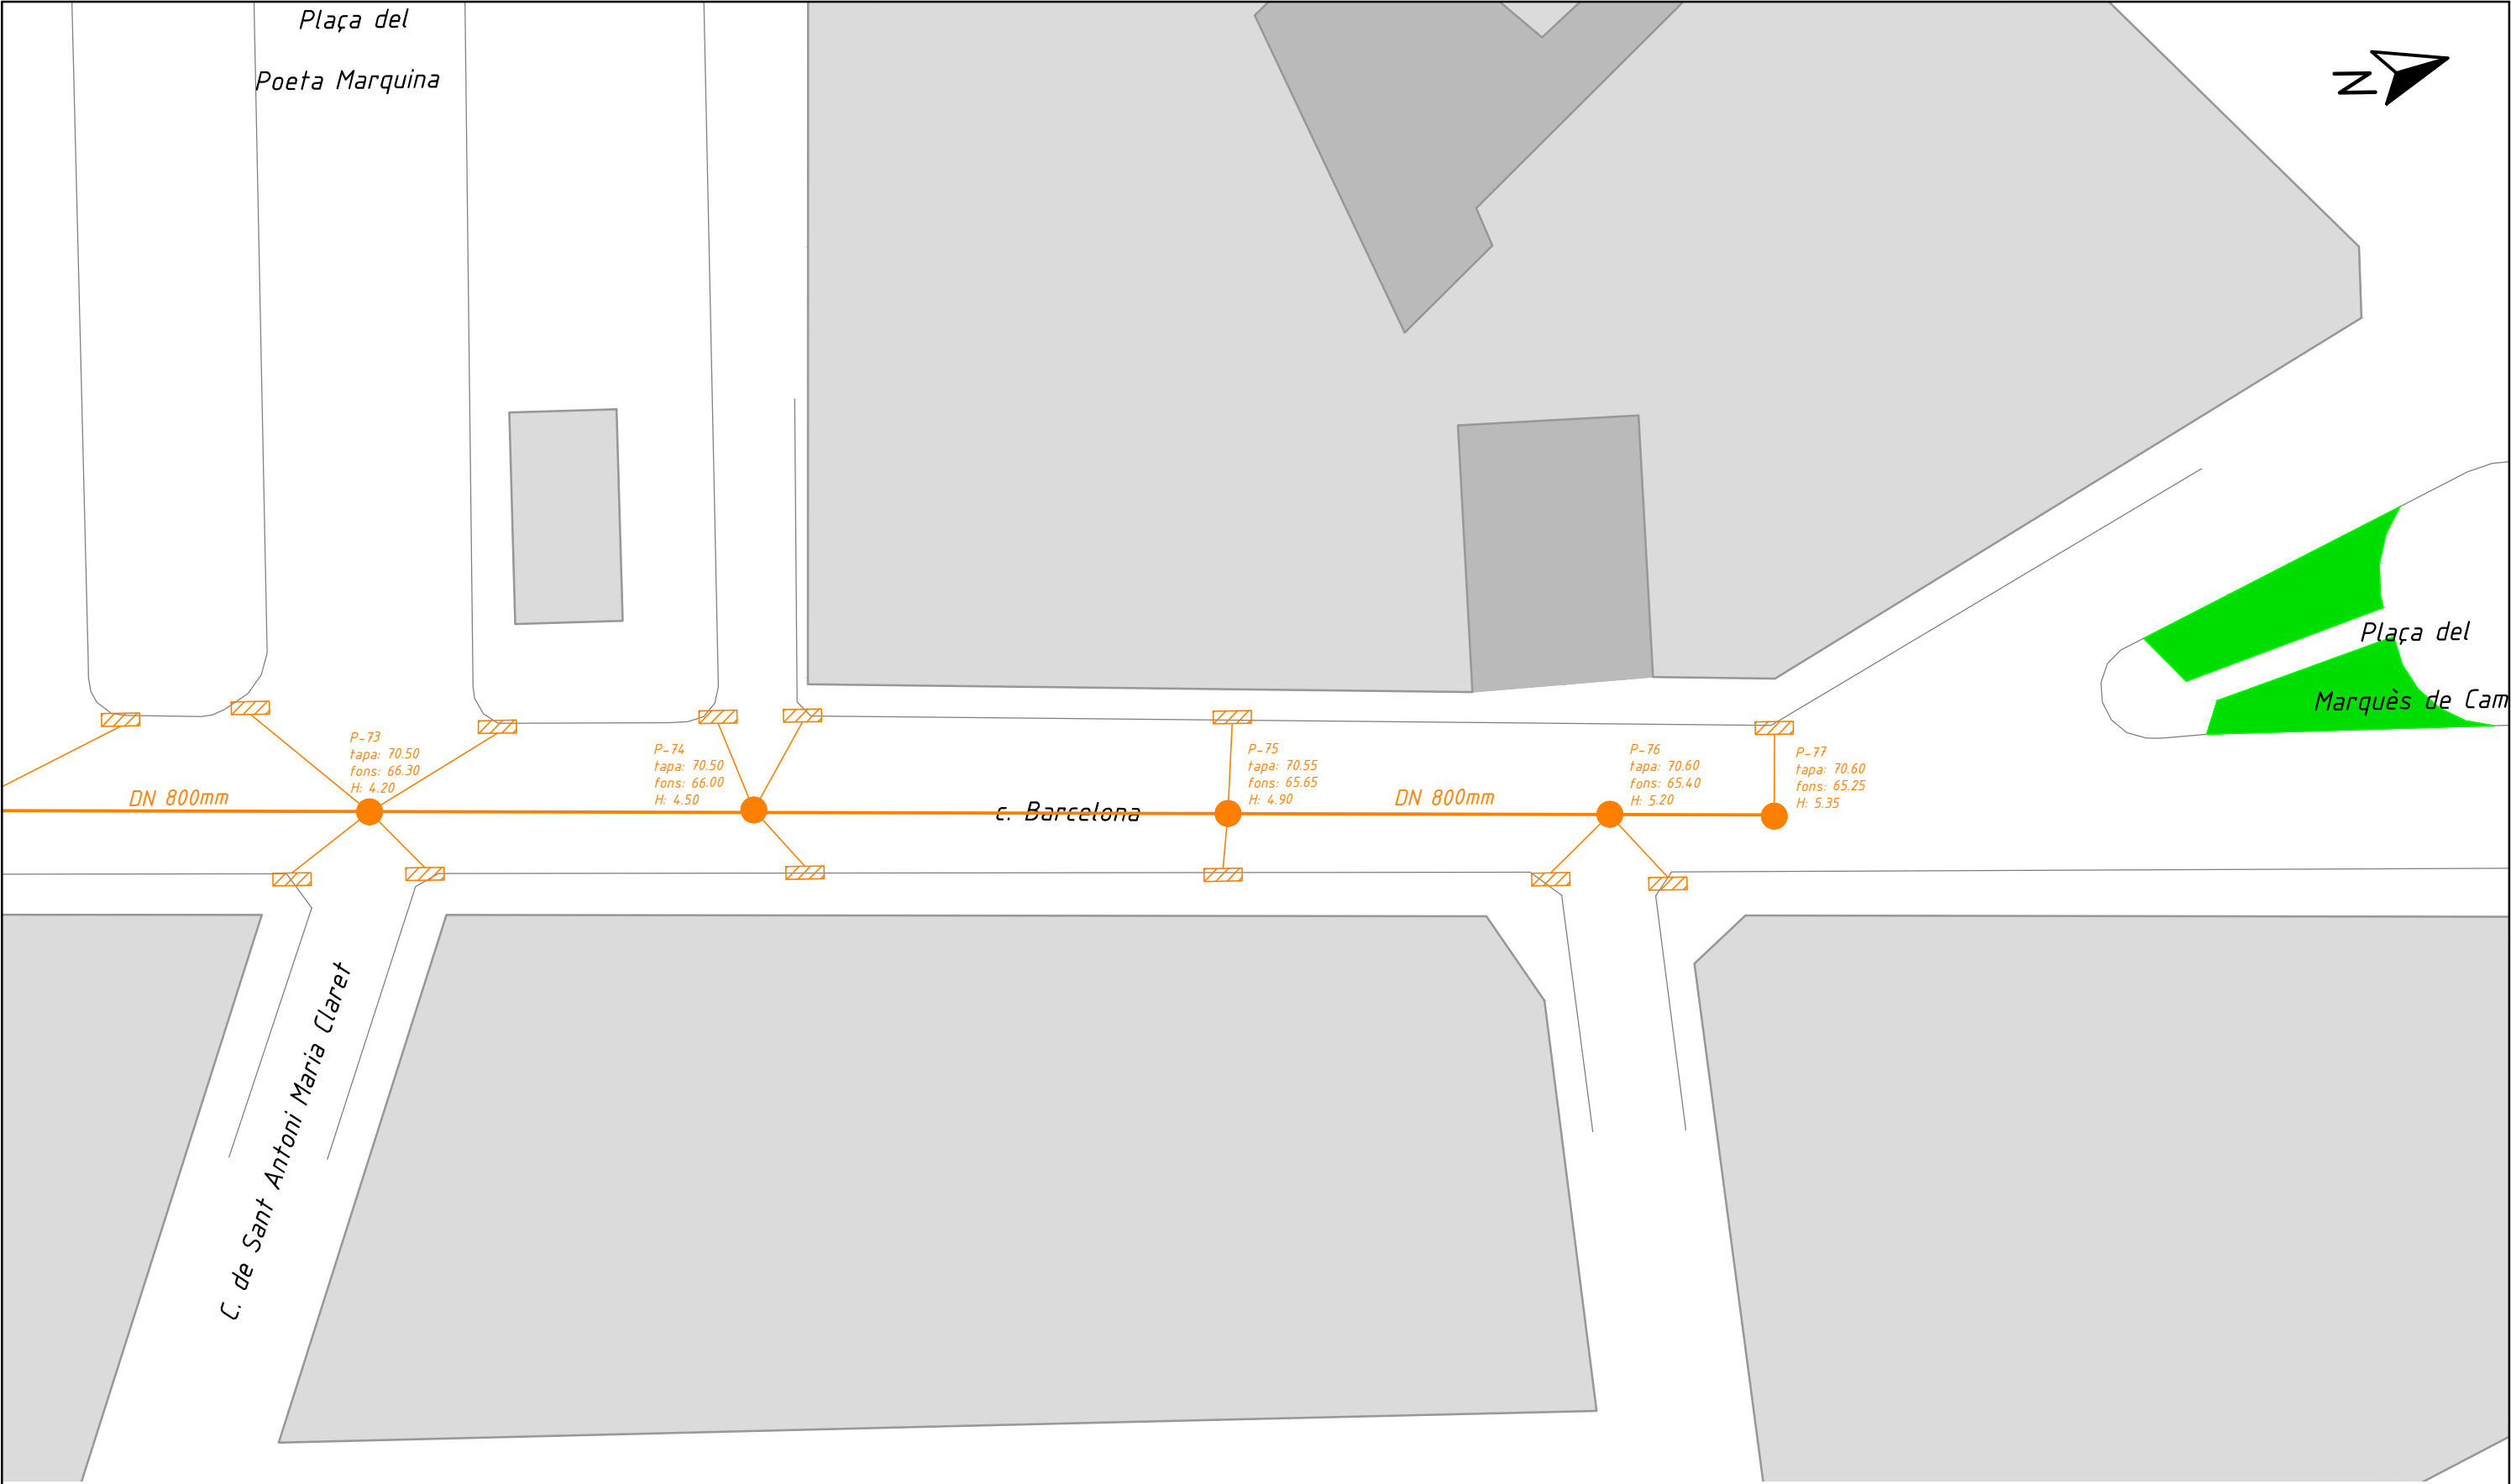 Plaça del
Poeta Marquina
N
P-73
tapa: 70.50
fons: 66.30
H: 4.20
P-74
tapa: 70.50
fons: 66.00
H: 4.50
P-75
tapa: 70.55
fons: 65.65
H: 4.90
P-76
tapa: 70.60
fons: 65.40
H: 5.20
P-77
tapa: 70.60
fons: 65.25
H: 5.35
DN 800mm
c. Barcelona
DN 800mm
Plaça del
Marquès de Cam
C. de Sant Antoni Maria Claret